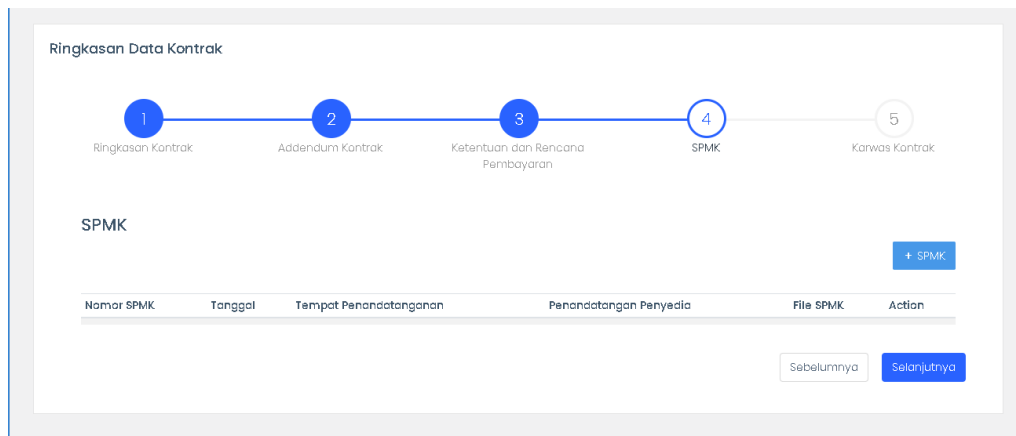 Ringkasan Data Kontrak
1
2
3
4
5
Ringkasan Kontrak
Addendum Kontrak
Ketentuan dan Rencana
Pembayaran
SPMK
Karwas Kontrak
SPMK
+ SPMK
Nomor SPMK Tanggal Tempat Penandatanganan Penandatangan Penyedia File SPMK Action
Sebelumnya
Selanjutnya